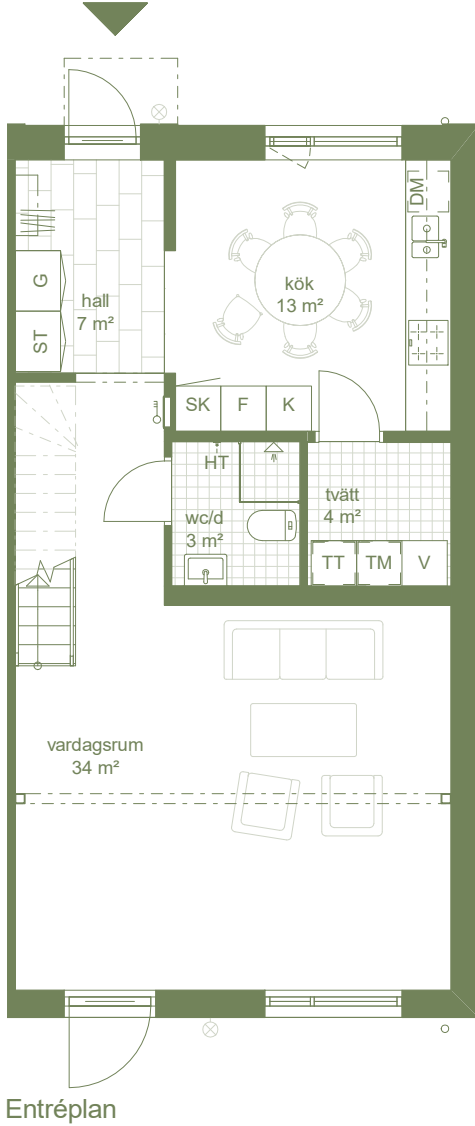 DM
G
hall
7 m²
kök
13 m²
ST
SK
F
K
HT
wc/d
3 m²
tvätt
4 m²
TT
TM
V
vardagsrum
34 m²
Entréplan